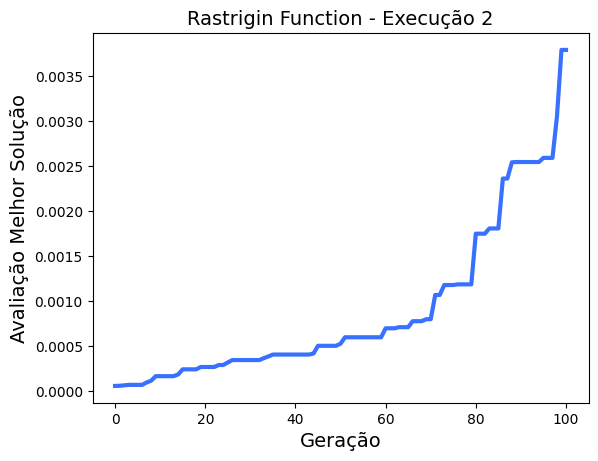 Rastrigin Function - Execução 2
Avaliação Melhor Solução
0.0035
0.0030
0.0025
0.0020
0.0015
0.0010
0.0005
0.0000
0 20 40 60 80 100
Geração